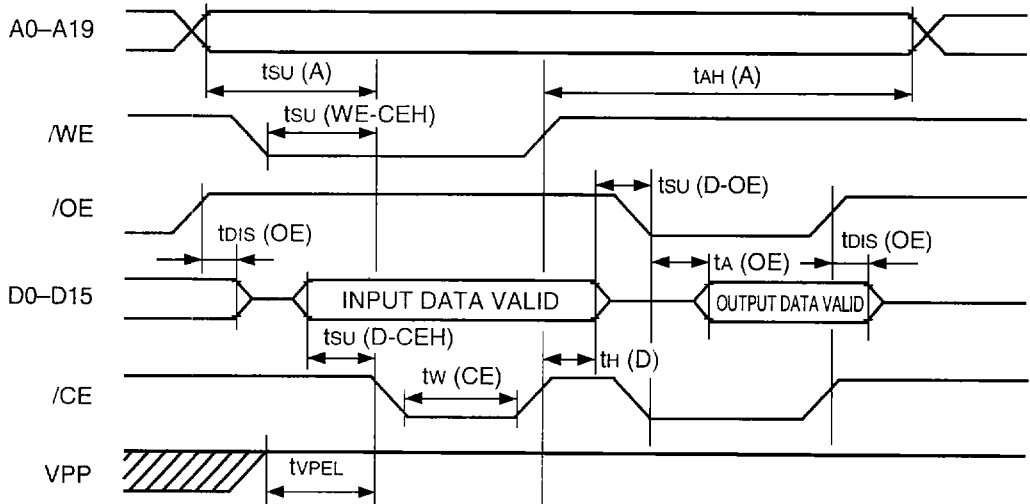 A0–A19
tSU (A)
tAH (A)
tSU (WE-CEH)
/WE
tSU (D-OE)
/OE
tDIS (OE)
tA (OE)
tDIS (OE)
D0–D15
INPUT DATA VALID
OUTPUT DATA VALID
tSU (D-CEH)
tH (D)
tW (CE)
/CE
VPP
tVPEL